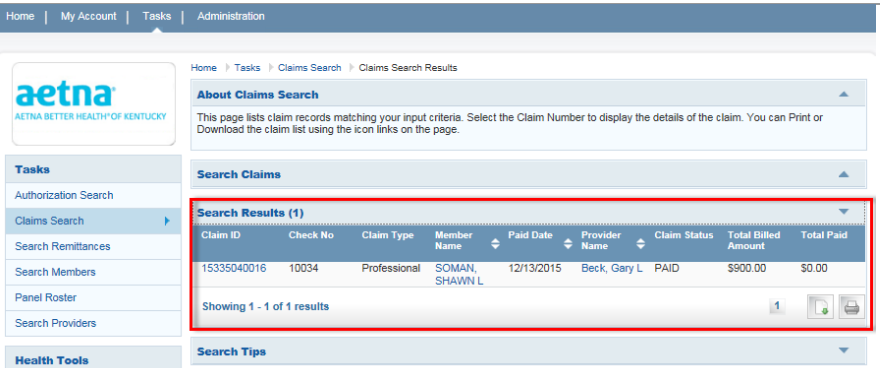 Home | My Account | Tasks | Administration
Home Tasks Claims Search Claims Search Results
aetna
AETNA BETTER HEALTH® OF KENTUCKY
About Claims Search
This page lists claim records matching your input criteria. Select the Claim Number to display the details of the claim. You can Print or
Download the claim list using the icon links on the page.
Tasks
Authorization Search
Claims Search
Search Remittances
Search Members
Panel Roster
Search Providers
Health Tools
Search Claims
Search Results (1)
Claim ID Check No Claim Type Member Name Paid Date Provider Name Claim Status Total Billed Amount Total Paid
15335040016 10034 Professional SOMAN, SHAWN L 12/13/2015 Beck, Gary L PAID $900.00 $0.00
Showing 1 - 1 of 1 results 1
Search Tips